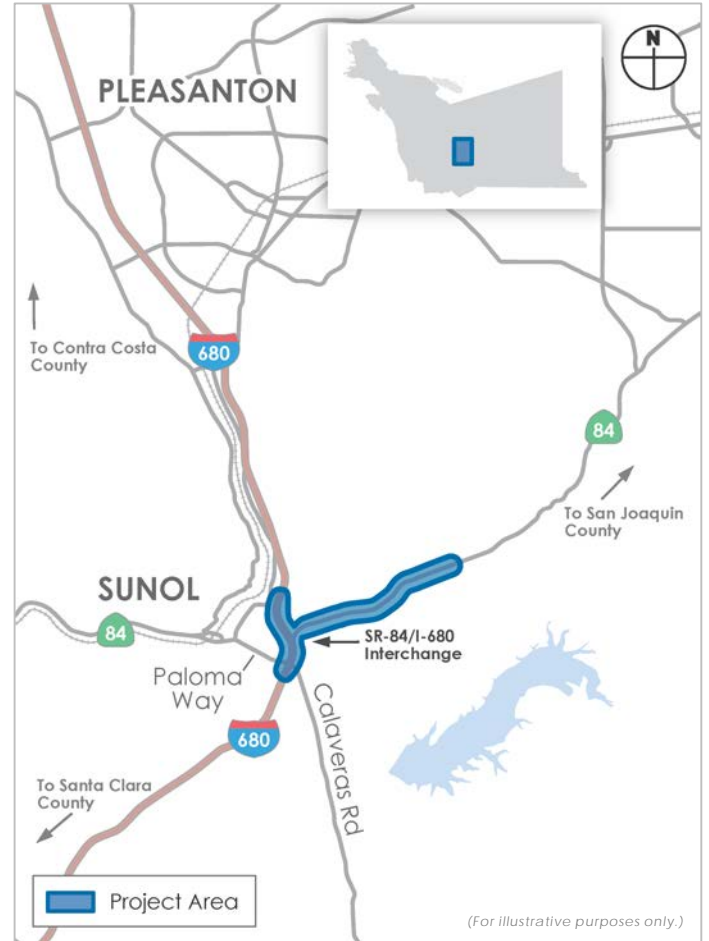 N
PLEASANTON
To Contra Costa
County
680
84
To San Joaquin
County
SUNOL
84
SR-84/I-680
Interchange
Paloma
Way
680
Calaveras Rd
To Santa Clara
County
Project Area
(For illustrative purposes only.)